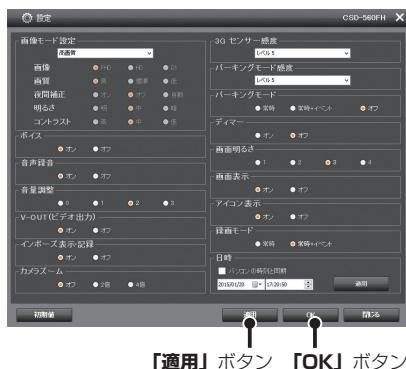 設定
CSD-560FH
画像モード設定
高画質
画像 FHD HD D1
画質 高 標準 低
夜間補正 オン オフ 自動
明るさ 明 中 暗
コントラスト 高 中 低
ボイス
オン オフ
音声録音
オン オフ
音量調整
0 1 2 3
V-OUT(ビデオ出力)
オン オフ
インポーズ表示・記録
オン オフ
カメラズーム
オフ 2倍 4倍
3G センサー感度
レベル5
パーキングモード感度
レベル5
パーキングモード
常時 常時+イベント オフ
ディマー
オン オフ
画面明るさ
1 2 3 4
画面表示
オン オフ
アイコン表示
オン オフ
録画モード
常時 常時+イベント
日時
パソコンの時刻と同期
2015/01/20 17:20:50 適用
初期値 適用 OK 閉じる
「適用」ボタン 「OK」ボタン